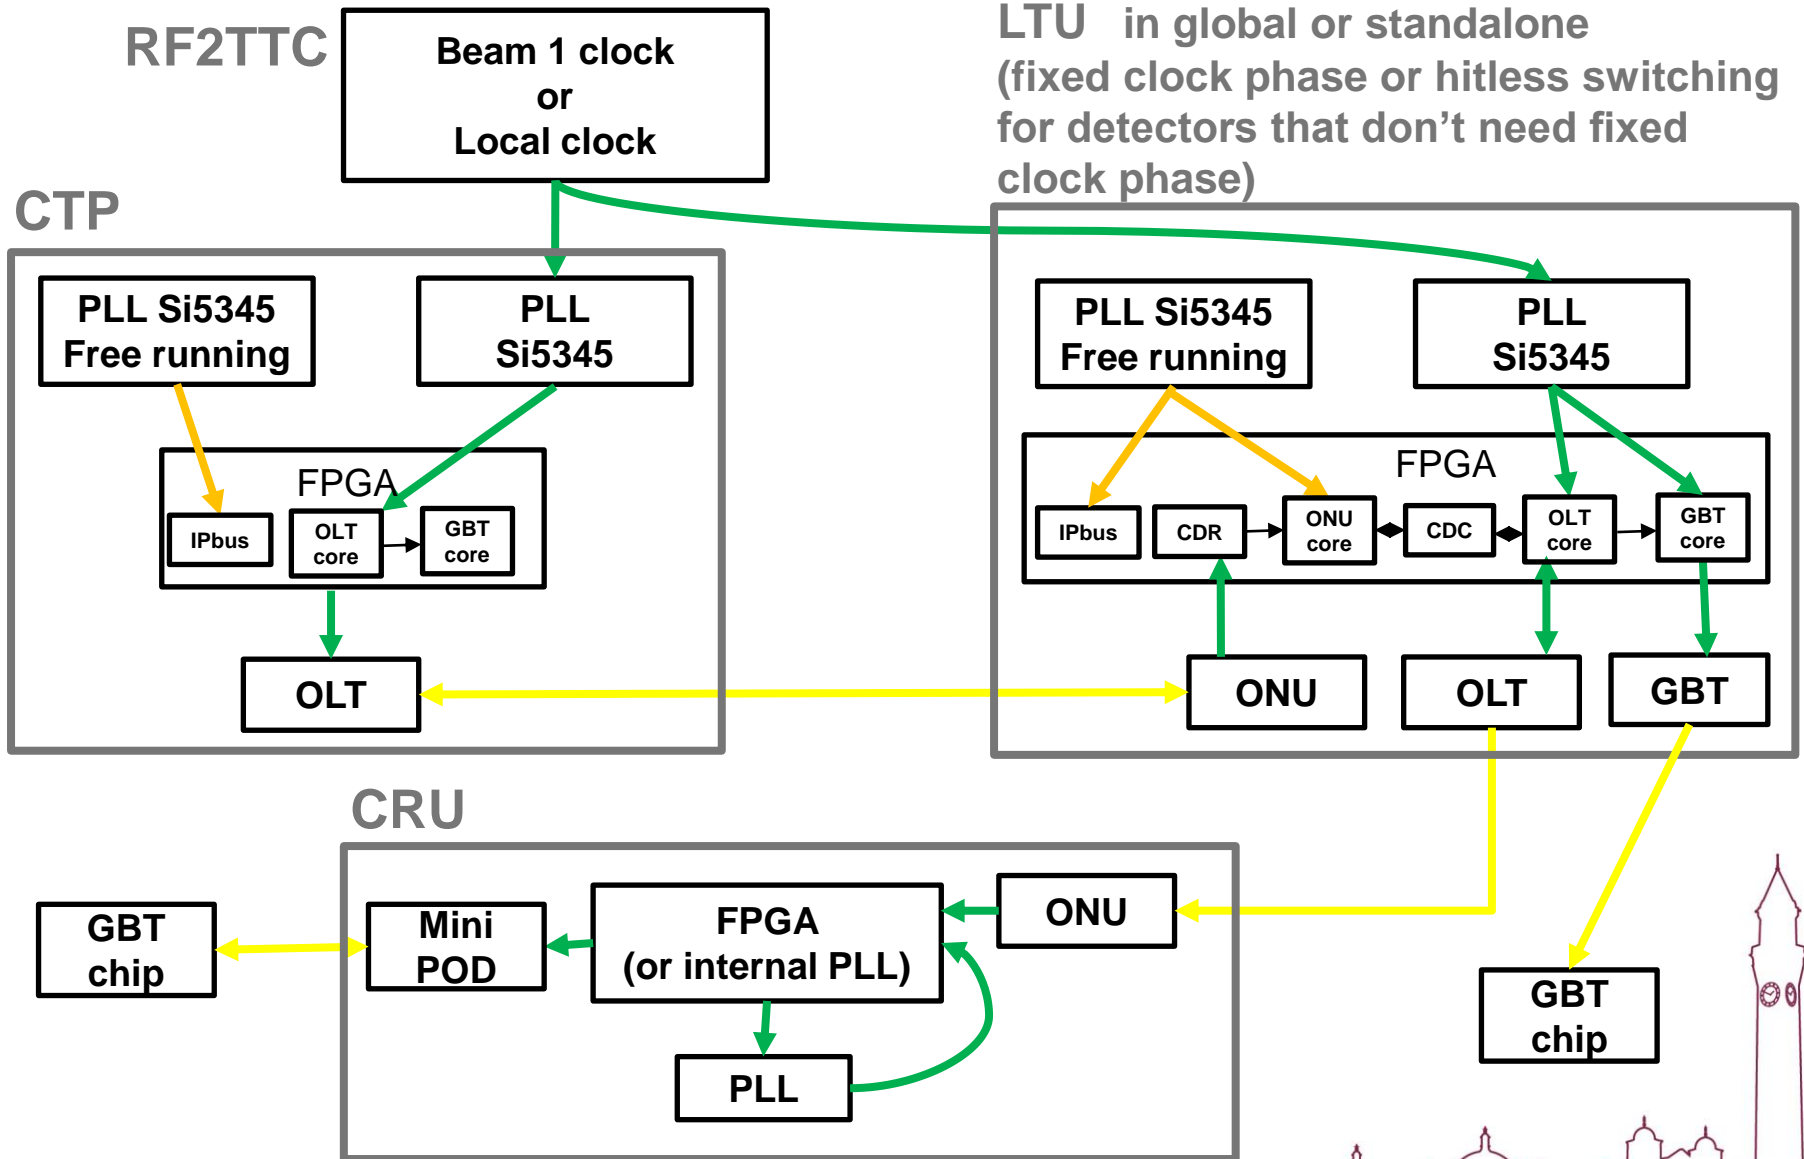 RF2TTC
Beam 1 clock
or
Local clock
LTU in global or standalone
(fixed clock phase or hitless switching
for detectors that don’t need fixed
clock phase)
CTP
PLL Si5345
Free running
PLL
Si5345
FPGA
IPbus
OLT
core
GBT
core
OLT
PLL Si5345
Free running
PLL
Si5345
FPGA
IPbus
CDR
ONU
core
CDC
OLT
core
GBT
core
ONU
OLT
GBT
CRU
GBT
chip
Mini
POD
FPGA
(or internal PLL)
ONU
PLL
GBT
chip